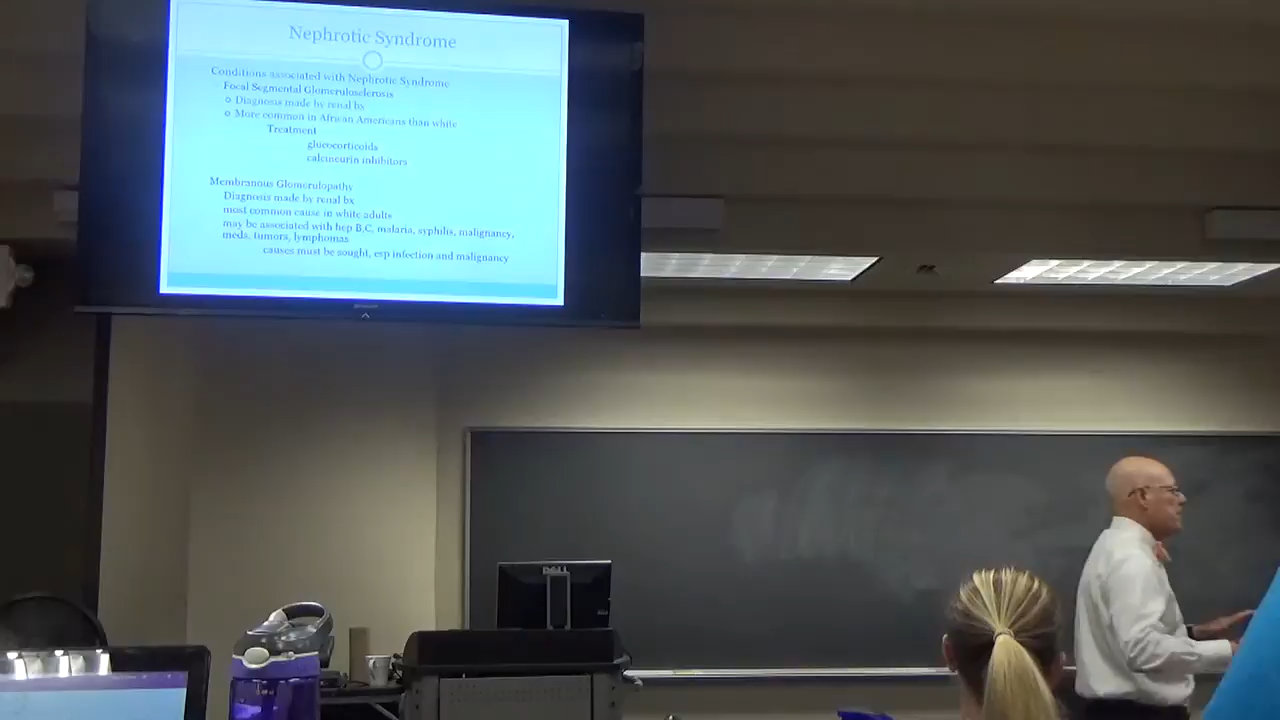 Nephrotic Syndrome
Conditions associated with Nephrotic Syndrome
Focal Segmental Glomerulosclerosis
o Diagnosis made by renal bx
o More common in African Americans than white
Treatment
glucocorticoids
calcineurin inhibitors
Membranous Glomerulopathy
Diagnosis made by renal bx
most common cause in white adults
may be associated with hep B,C, malaria, syphilis, malignancy,
meds, tumors, lymphomas
causes must be sought, esp infection and malignancy
DELL